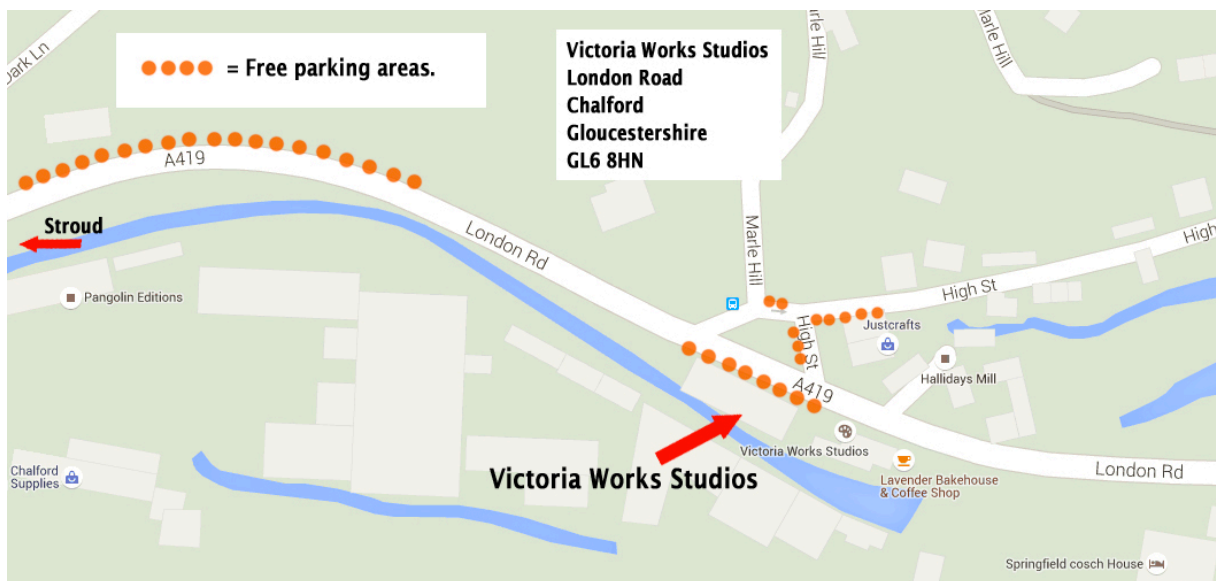 Dark Ln
= Free parking areas.
Victoria Works Studios
London Road
Chalford
Gloucestershire
GL6 8HN
Marle Hill
Marle Hill
A419
Stroud
London Rd
Marle Hill
High
High St
Pangolin Editions
Justcrafts
High St
Hallidays Mill
A419
Victoria Works Studios
Victoria Works Studios
Lavender Bakehouse
& Coffee Shop
London Rd
Chalford
Supplies
Springfield cosch House